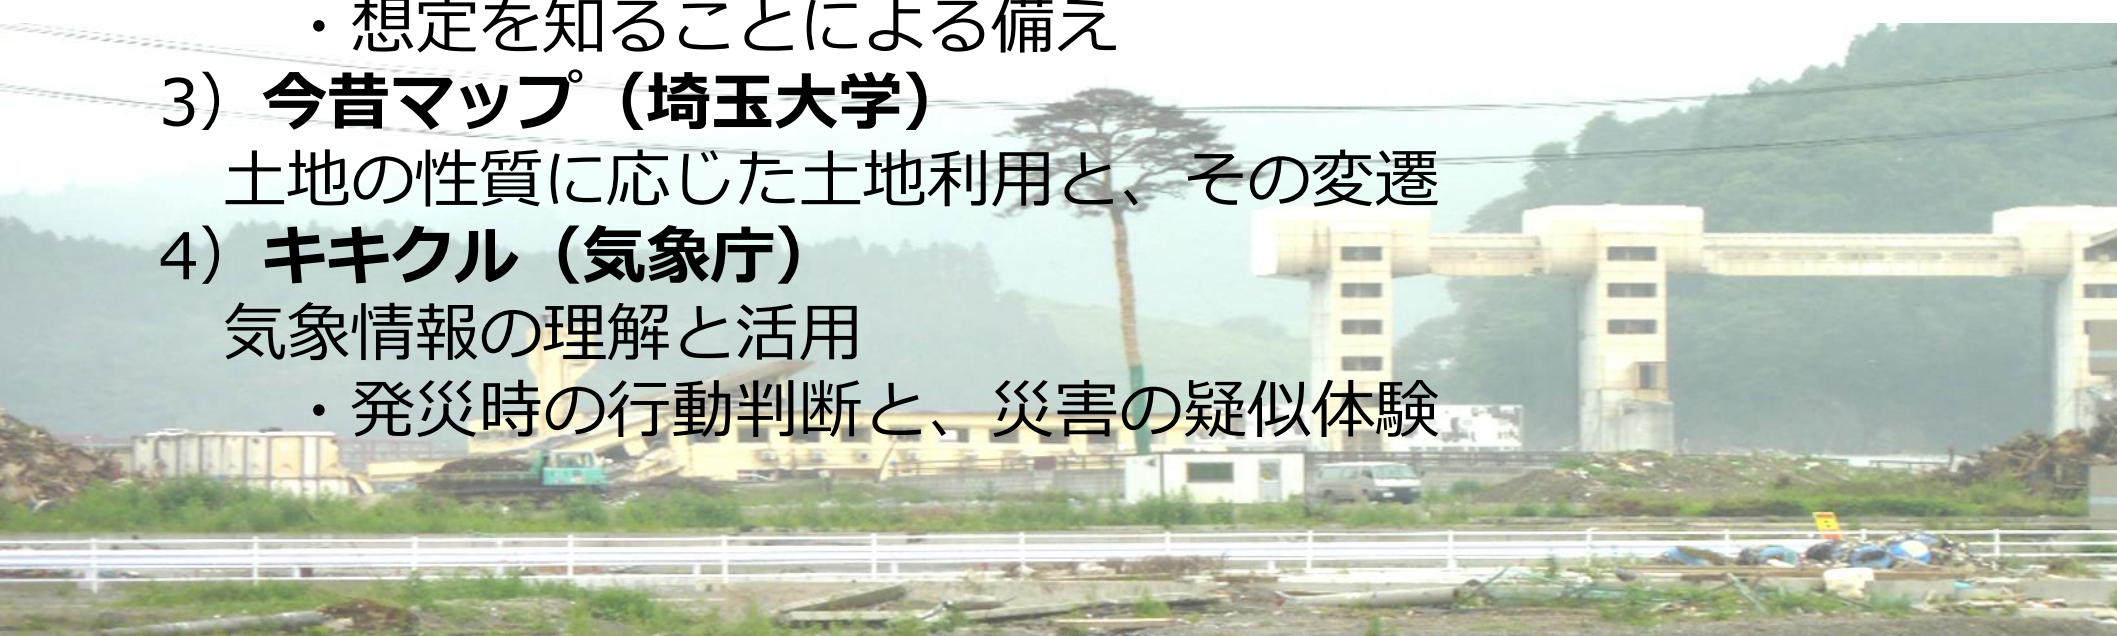 ・想定を知ることによる備え
3）今昔マップ（埼玉大学）
土地の性質に応じた土地利用と、その変遷
4）キキクル（気象庁）
気象情報の理解と活用
・発災時の行動判断と、災害の疑似体験